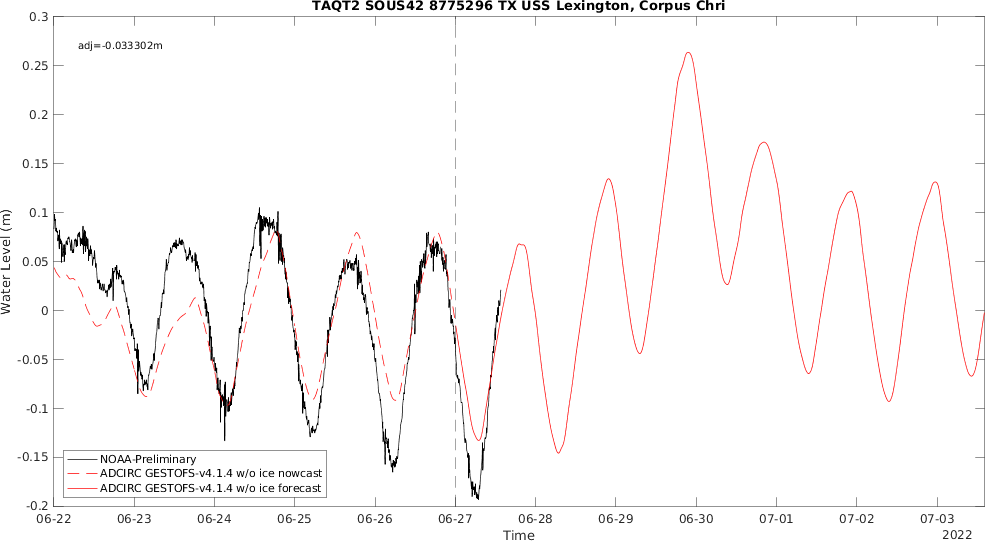 TAQT2 SOUS42 8775296 TX USS Lexington, Corpus Chri
adj=-0.033302m
0.3
0.25
0.2
0.15
0.1
0.05
0
-0.05
-0.1
-0.15
-0.2
Water Level (m)
NOAA-Preliminary
ADCIRC GESTOFS-v4.1.4 w/o ice nowcast
ADCIRC GESTOFS-v4.1.4 w/o ice forecast
06-22 06-23 06-24 06-25 06-26 06-27 06-28 06-29 06-30 07-01 07-02 07-03
Time
2022